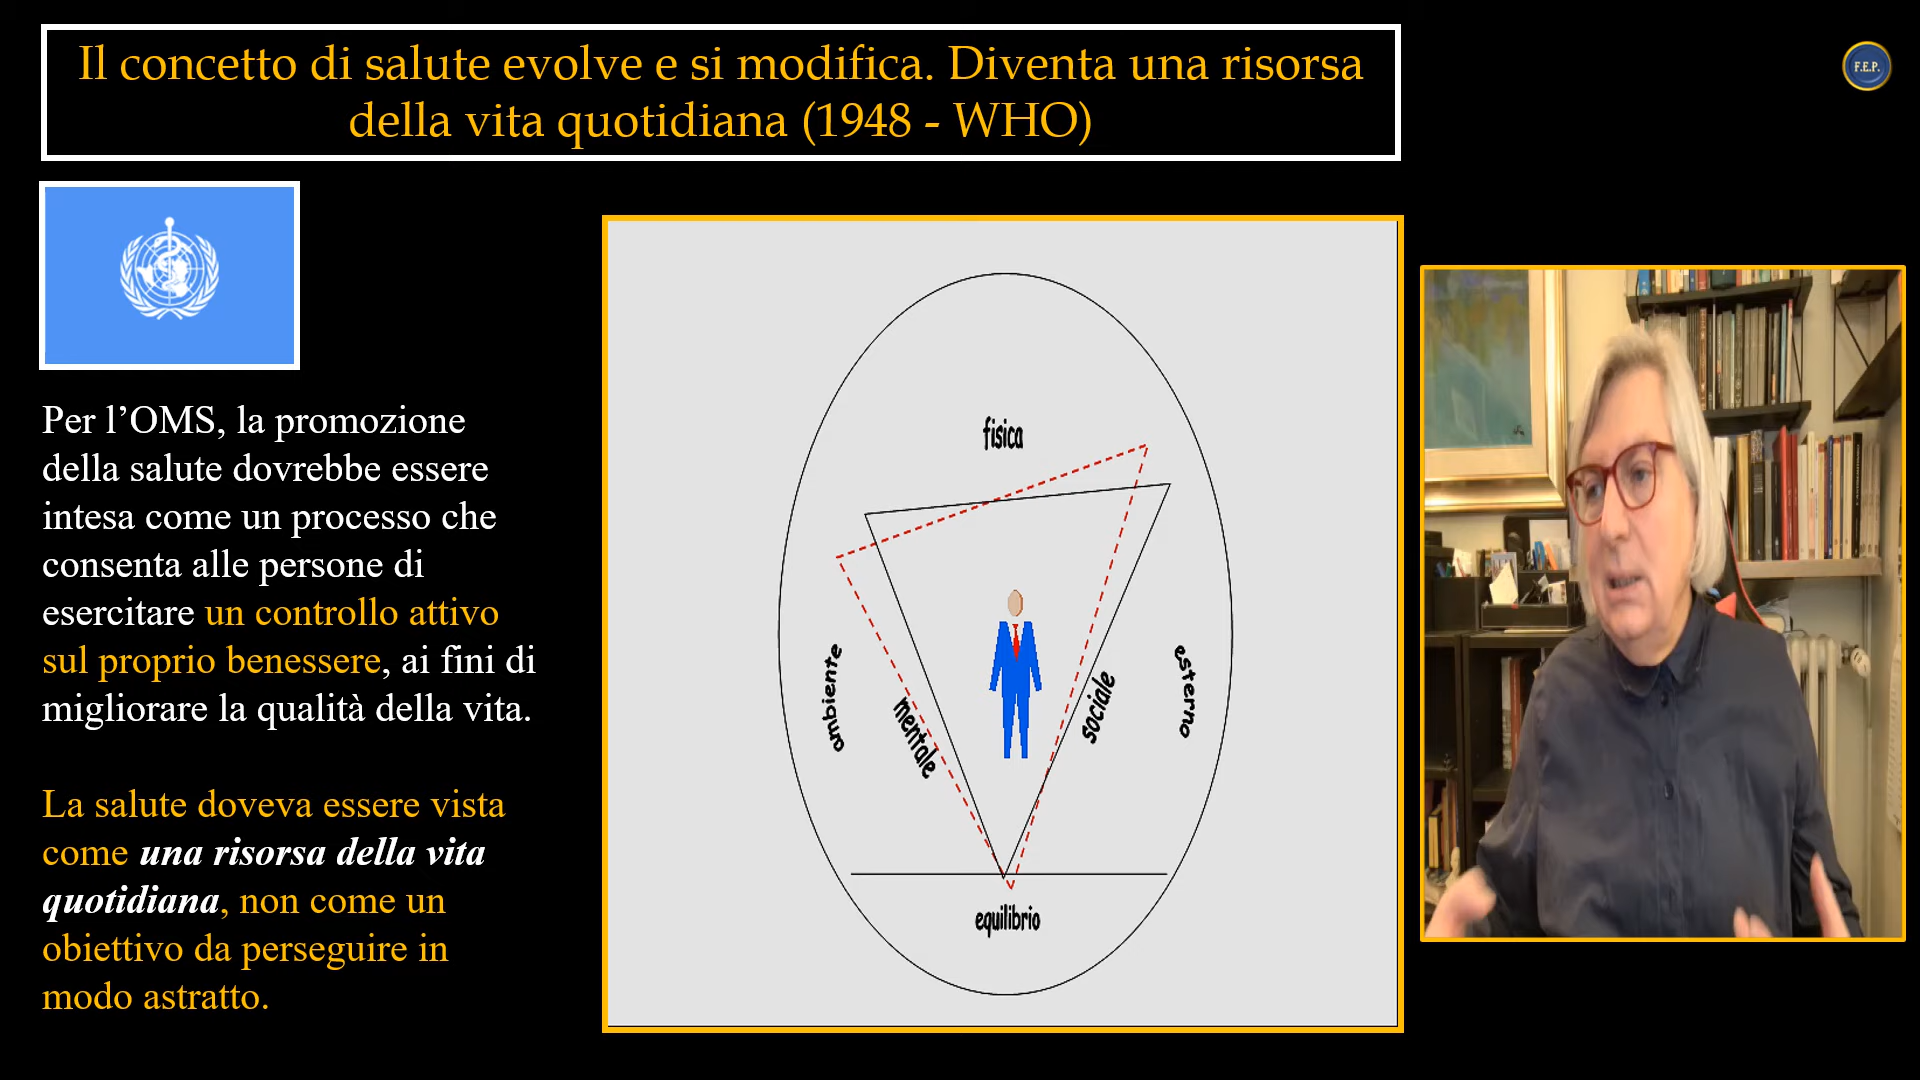 Il concetto di salute evolve e si modifica. Diventa una risorsa
della vita quotidiana (1948 - WHO)
F.E.P.
Per l’OMS, la promozione
della salute dovrebbe essere
intesa come un processo che
consenta alle persone di
esercitare un controllo attivo
sul proprio benessere, ai fini di
migliorare la qualità della vita.
La salute doveva essere vista
come una risorsa della vita
quotidiana, non come un
obiettivo da perseguire in
modo astratto.
fisica
ambiente
mentale
sociale
esterno
equilibrio